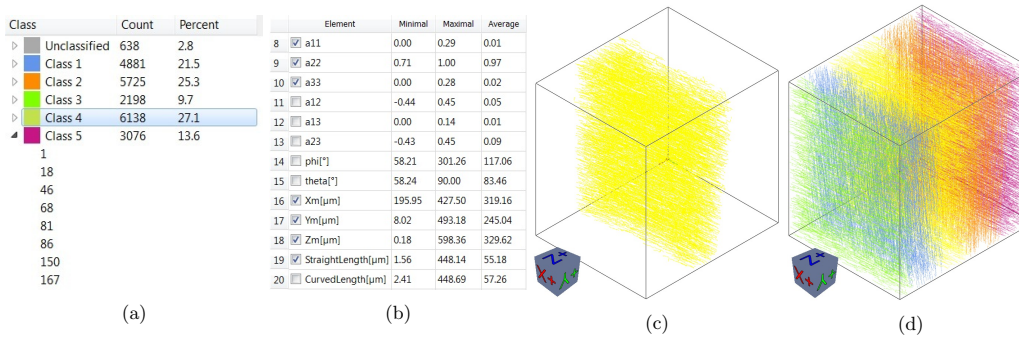 Class Count Percent
Unclassified 638 2.8
Class 1 4881 21.5
Class 2 5725 25.3
Class 3 2198 9.7
Class 4 6138 27.1
Class 5 3076 13.6
1
18
46
68
81
86
150
167
(a)
Element Minimal Maximal Average
8 a11 0.00 0.29 0.01
9 a22 0.71 1.00 0.97
10 a33 0.00 0.28 0.02
11 a12 -0.44 0.45 0.05
12 a13 0.00 0.14 0.01
13 a23 -0.43 0.45 0.09
14 phi[°] 58.21 301.26 117.06
15 theta[°] 58.24 90.00 83.46
16 Xm[µm] 195.95 427.50 319.16
17 Ym[µm] 8.02 493.18 245.04
18 Zm[µm] 0.18 598.36 329.62
19 StraightLength[µm] 1.56 448.14 55.18
20 CurvedLength[µm] 2.41 448.69 57.26
(b)
Z x
X x Y y
(c)
Z x
X x Y y
(d)